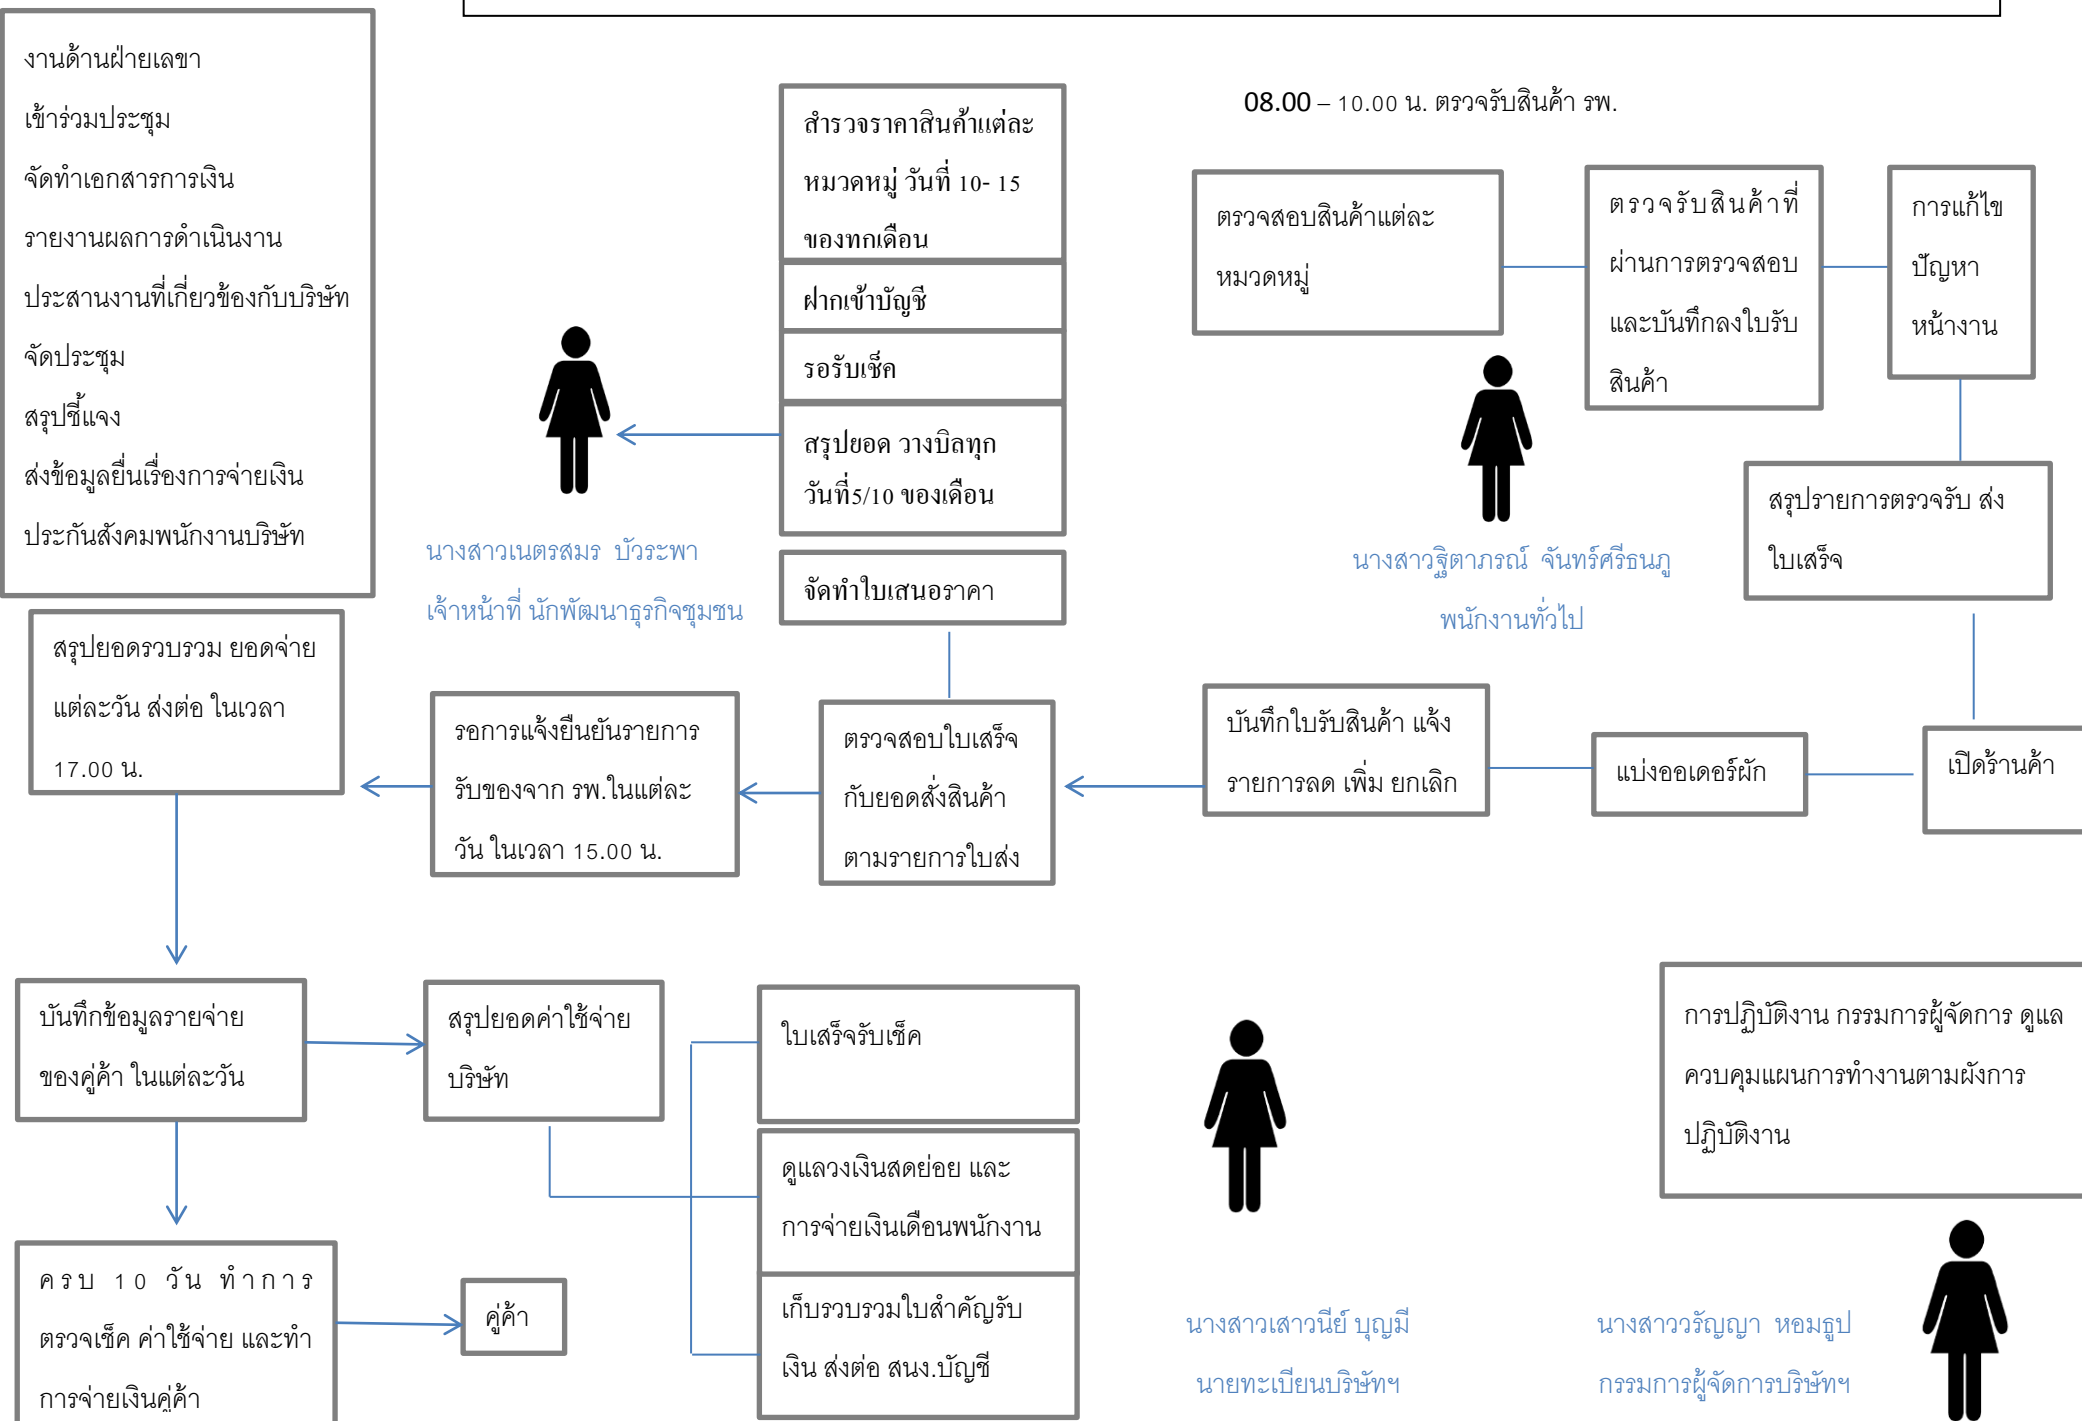 งานด้านฝ่ายเลขา
เข้าร่วมประชุม
จัดทำเอกสารการเงิน
รายงานผลการดำเนินงาน
ประสานงานที่เกี่ยวข้องกับบริษัท
จัดประชุม
สรุปชี้แจง
ส่งข้อมูลยื่นเรื่องการจ่ายเงิน
ประกันสังคมพนักงานบริษัท
สำรวจราคาสินค้าแต่ละ
หมวดหมู่ วันที่ 10- 15
ของทุกเดือน
ฝากเข้าบัญชี
รอรับเช็ค
สรุปยอด วางบิลทุก
วันที่5/10 ของเดือน
จัดทำใบเสนอราคา
นางสาวเนตรสมร บัวระพา
เจ้าหน้าที่ นักพัฒนาธุรกิจชุมชน
08.00 – 10.00 น. ตรวจรับสินค้า รพ.
ตรวจสอบสินค้าแต่ละ
หมวดหมู่
ตรวจรับสินค้าที่
ผ่านการตรวจสอบ
และบันทึกลงใบรับ
สินค้า
การแก้ไข
ปัญหา
หน้างาน
สรุปรายการตรวจรับ ส่ง
ใบเสร็จ
นางสาวฐิตาภรณ์ จันทร์ศรีธนภู
พนักงานทั่วไป
เปิดร้านค้า
แบ่งออเดอร์ผัก
บันทึกใบรับสินค้า แจ้ง
รายการลด เพิ่ม ยกเลิก
ตรวจสอบใบเสร็จ
กับยอดสั่งสินค้า
ตามรายการใบส่ง
รอการแจ้งยืนยันรายการ
รับของจาก รพ.ในแต่ละ
วัน ในเวลา 15.00 น.
สรุปยอดรวบรวม ยอดจ่าย
แต่ละวัน ส่งต่อ ในเวลา
17.00 น.
บันทึกข้อมูลรายจ่าย
ของคู่ค้า ในแต่ละวัน
สรุปยอดค่าใช้จ่าย
บริษัท
ใบเสร็จรับเช็ค
ดูแลวงเงินสดย่อย และ
การจ่ายเงินเดือนพนักงาน
เก็บรวบรวมใบสำคัญรับ
เงิน ส่งต่อ สนง.บัญชี
ครบ 10 วัน ทำการ
ตรวจเช็ค ค่าใช้จ่าย และทำ
การจ่ายเงินคู่ค้า
คู่ค้า
นางสาวเสาวนีย์ บุญมี
นายทะเบียนบริษัทฯ
การปฏิบัติงาน กรรมการผู้จัดการ ดูแล
ควบคุมแผนการทำงานตามผังการ
ปฏิบัติงาน
นางสาววรัญญา หอมธูป
กรรมการผู้จัดการบริษัทฯ